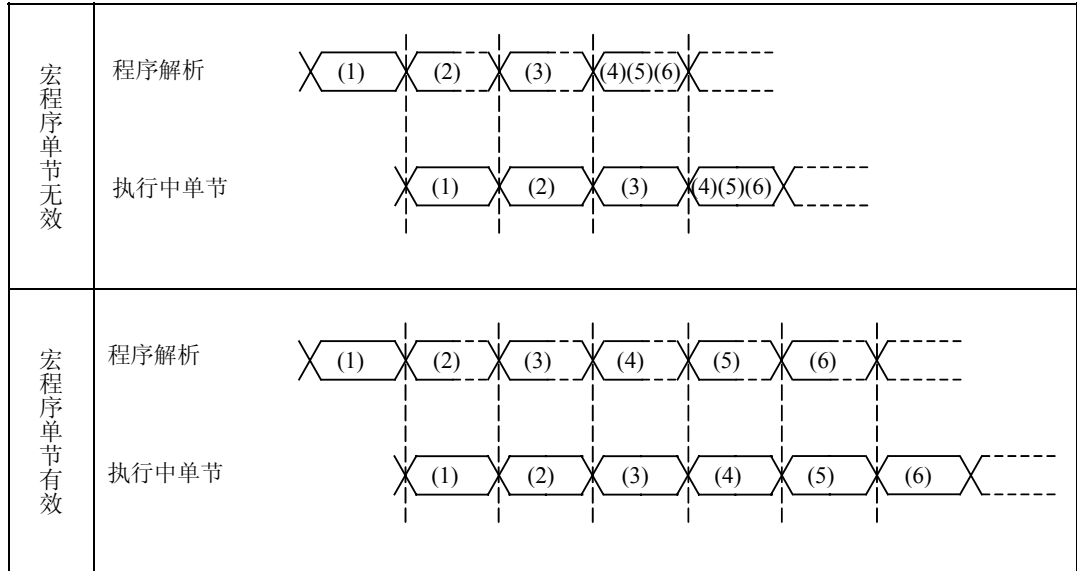 宏程序单节无效
程序解析
(1) (2) (3) (4)(5)(6)
执行中单节
(1) (2) (3) (4)(5)(6)
宏程序单节有效
程序解析
(1) (2) (3) (4) (5) (6)
执行中单节
(1) (2) (3) (4) (5) (6)